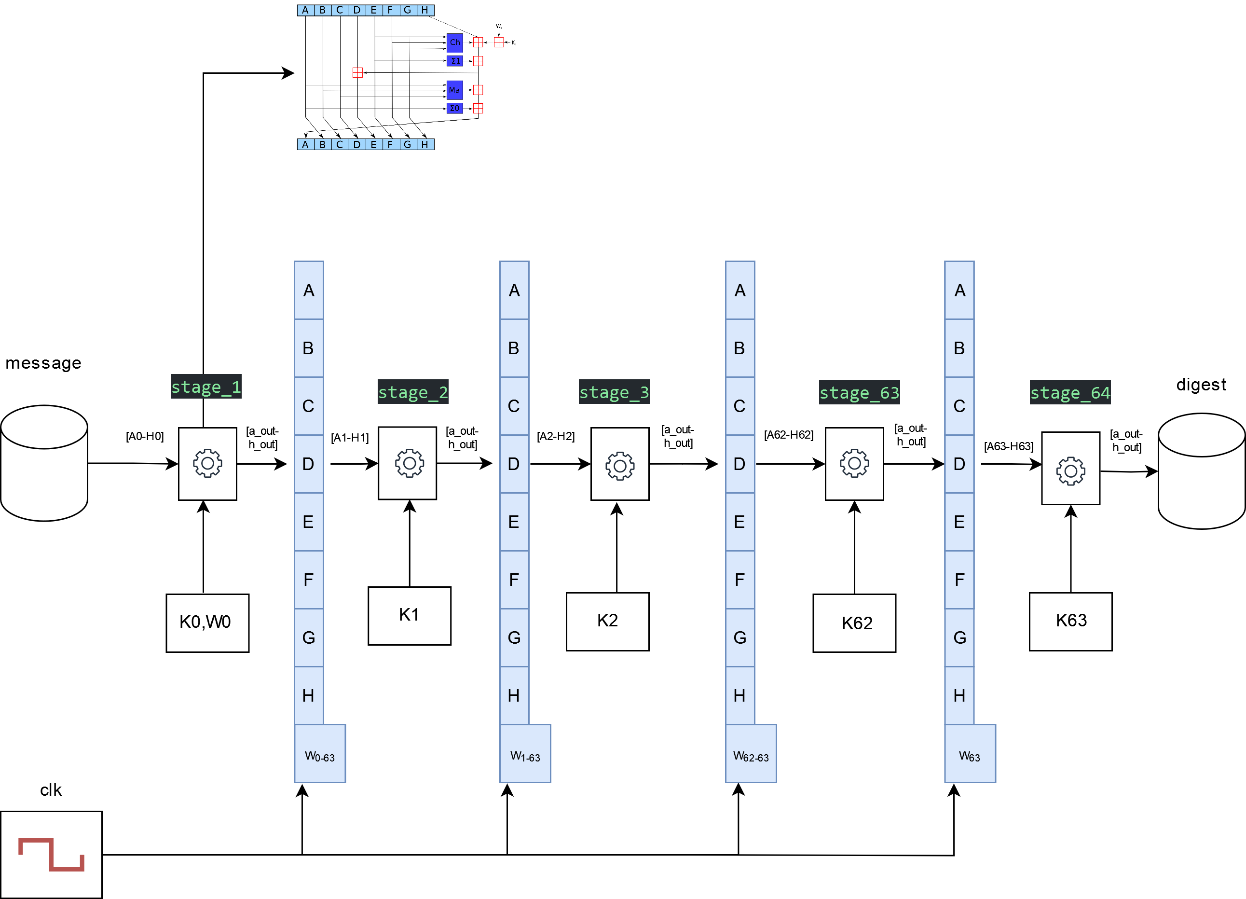 A B C D E F G H
W
Ch
K
Σ1
Ma
Σ0
A B C D E F G H
message
stage_1
stage_2
stage_3
stage_63
stage_64
digest
[A0-H0]
[a_out-
h_out]
[A1-H1]
[a_out-
h_out]
[A2-H2]
[a_out-
h_out]
[A62-H62]
[a_out-
h_out]
[A63-H63]
[a_out-
h_out]
A
B
C
D
E
F
G
H
W0-63
A
B
C
D
E
F
G
H
W1-63
A
B
C
D
E
F
G
H
W62-63
A
B
C
D
E
F
G
H
W63
K0,W0
K1
K2
K62
K63
clk